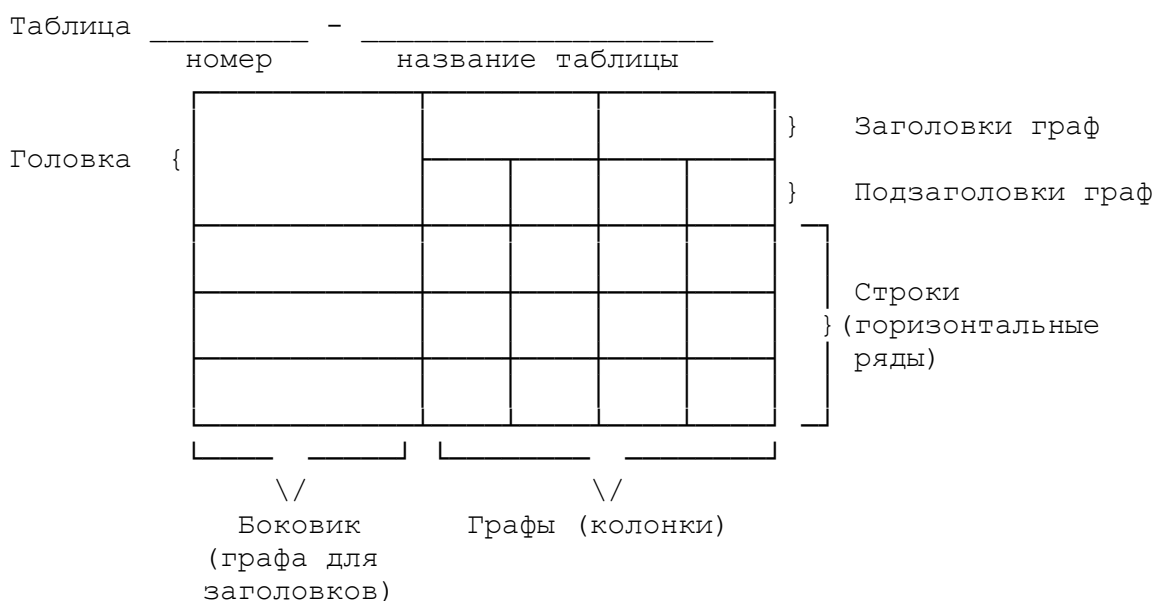 Таблица _________ - ____________________
номер название таблицы
} Заголовки граф
Головка {
} Подзаголовки граф
Строки
}(горизонтальные
ряды)
\/ \/
Боковик Графы (колонки)
(графа для
заголовков)